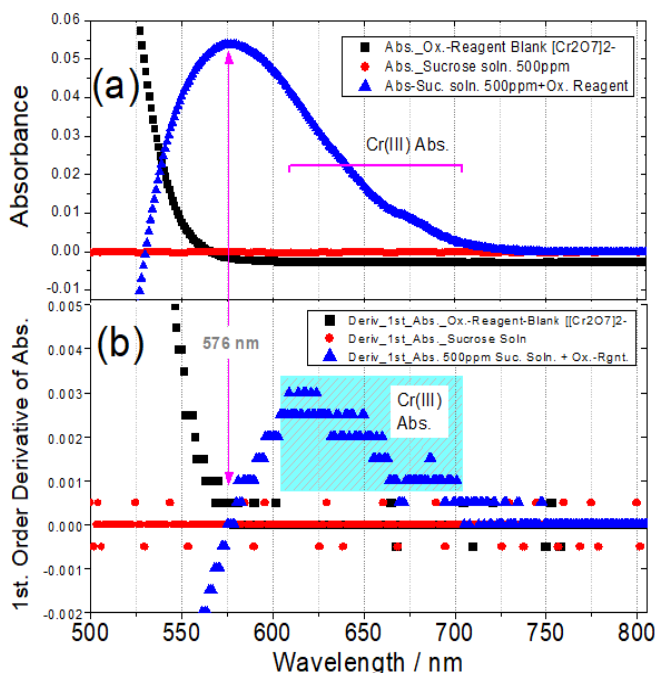 (a)
Abs._Ox.-Reagent Blank [Cr2O7]2-
Abs._Sucrose soln. 500ppm
Abs-Suc. soln. 500ppm+Ox. Reagent
Cr(III) Abs.
Absorbance
0.06
0.05
0.04
0.03
0.02
0.01
0.00
-0.01
576 nm
(b)
Deriv_1st_Abs._Ox.-Reagent-Blank [[Cr2O7]2-
Deriv_1st_Abs._Sucrose Soln
Deriv_1st_Abs. 500ppm Suc. Soln. + Ox-Rgnt.
Cr(III)
Abs.
1st. Order Derivative of Abs.
0.005
0.004
0.003
0.002
0.001
0.000
-0.001
-0.002
500 550 600 650 700 750 800
Wavelength / nm